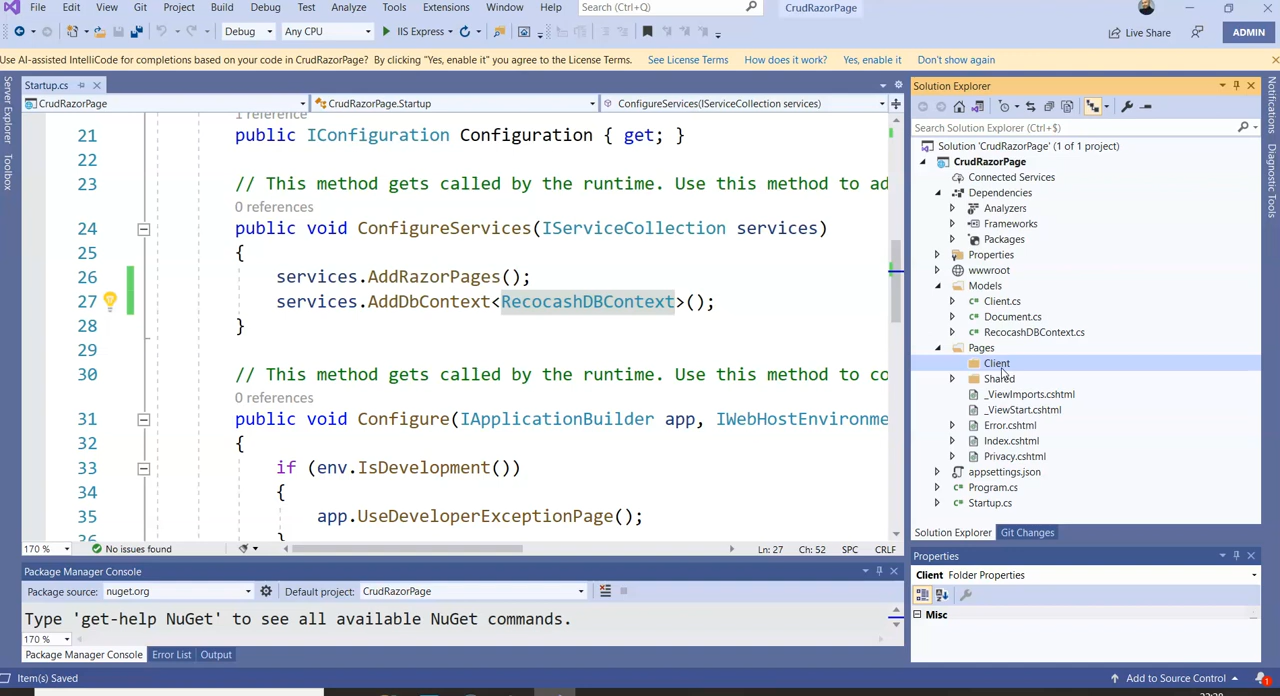 File Edit View Git Project Build Debug Test Analyze Tools Extensions Window Help Search (Ctrl+Q) CrudRazorPage
Debug Any CPU IIS Express Live Share ADMIN
Use AI-assisted IntelliCode for completions based on your code in CrudRazorPage? By clicking "Yes, enable it" you agree to the License Terms. See License Terms How does it work? Yes, enable it Don't show again
Server Explorer
Toolbox
Startup.cs
CrudRazorPage CrudRazorPage.Startup ConfigureServices(IServiceCollection services)
1 reference
21 public IConfiguration Configuration { get; }
22
23 // This method gets called by the runtime. Use this method to ad
0 references
24 public void ConfigureServices(IServiceCollection services)
25 {
26 services.AddRazorPages();
27 services.AddDbContext<RecocashDBContext>();
28 }
29
30 // This method gets called by the runtime. Use this method to co
0 references
31 public void Configure(IApplicationBuilder app, IWebHostEnvironme
32 {
33 if (env.IsDevelopment())
34 {
35 app.UseDeveloperExceptionPage();
36 }
170 % No issues found Ln: 27 Ch: 52 SPC CRLF
Package Manager Console
Package source: nuget.org Default project: CrudRazorPage
Type 'get-help NuGet' to see all available NuGet commands.
170 %
Package Manager Console Error List Output
Solution Explorer
Search Solution Explorer (Ctrl+$)
Solution 'CrudRazorPage' (1 of 1 project)
CrudRazorPage
Connected Services
Dependencies
Analyzers
Frameworks
Packages
Properties
wwwroot
Models
Client.cs
Document.cs
RecocashDBContext.cs
Pages
Client
Shared
_ViewImports.cshtml
_ViewStart.cshtml
Error.cshtml
Index.cshtml
Privacy.cshtml
appsettings.json
Program.cs
Startup.cs
Solution Explorer Git Changes
Properties
Client Folder Properties
Misc
Notifications
Diagnostic Tools
Item(s) Saved Add to Source Control 1